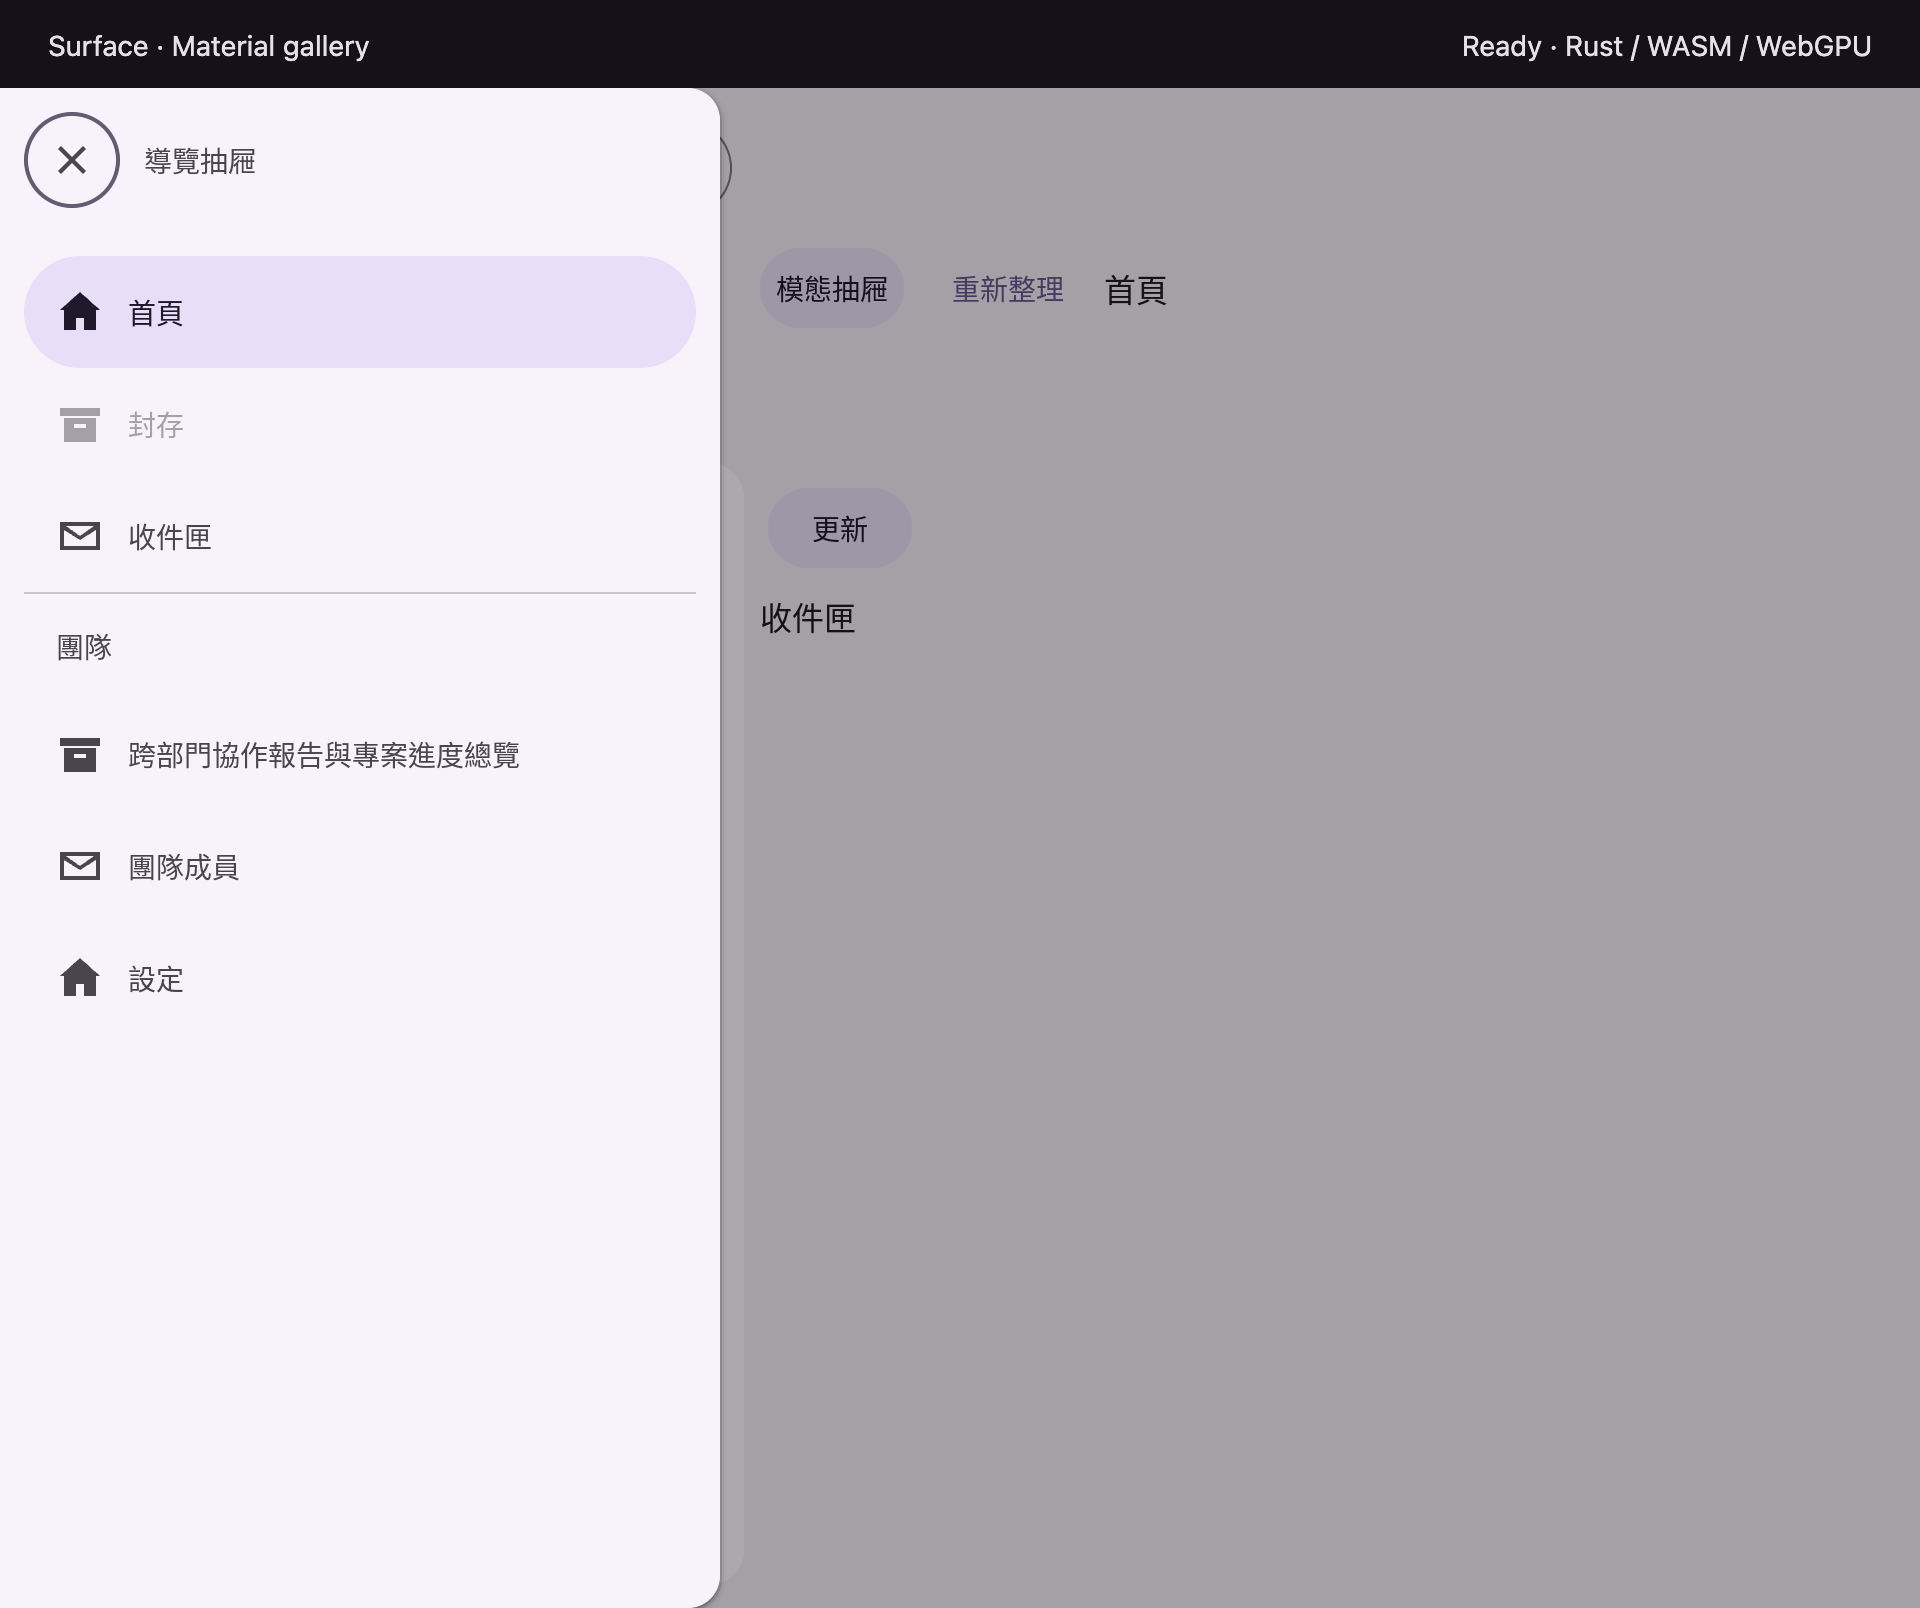 Surface · Material gallery
Ready · Rust / WASM / WebGPU
導覽抽屜
首頁
封存
收件匣
團隊
跨部門協作報告與專案進度總覽
團隊成員
設定
模態抽屜
重新整理
首頁
更新
收件匣